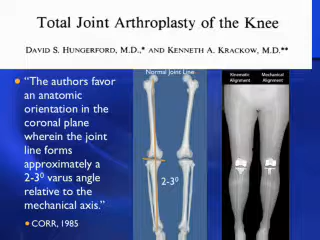 Total Joint Arthroplasty of the Knee
DAVID S. HUNGERFORD, M.D.,* AND KENNETH A. KRACKOW, M.D.**
Normal Joint Line
Kinematic Alignment
Mechanical Alignment
• “The authors favor
an anatomic
orientation in the
coronal plane
wherein the joint
line forms
approximately a
2-3⁰ varus angle
relative to the
mechanical axis.”
2-3⁰
• CORR, 1985